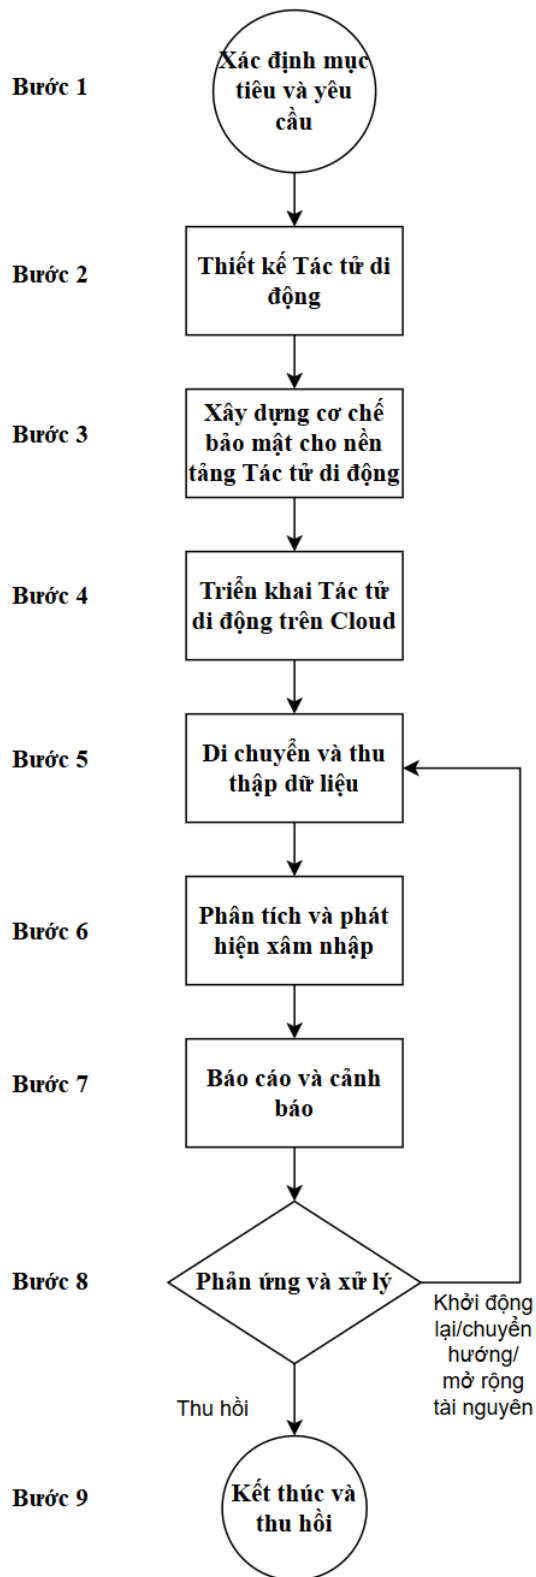 Bước 1
Xác định mục
tiêu và yêu
cầu
Bước 2
Thiết kế Tác tử di
động
Bước 3
Xây dựng cơ chế
bảo mật cho nền
tảng Tác tử di động
Bước 4
Triển khai Tác tử
di động trên Cloud
Bước 5
Di chuyển và thu
thập dữ liệu
Bước 6
Phân tích và phát
hiện xâm nhập
Bước 7
Báo cáo và cảnh
báo
Bước 8
Phản ứng và xử lý
Khởi động
lại/chuyển
hướng/
mở rộng
tài nguyên
Thu hồi
Bước 9
Kết thúc và
thu hồi